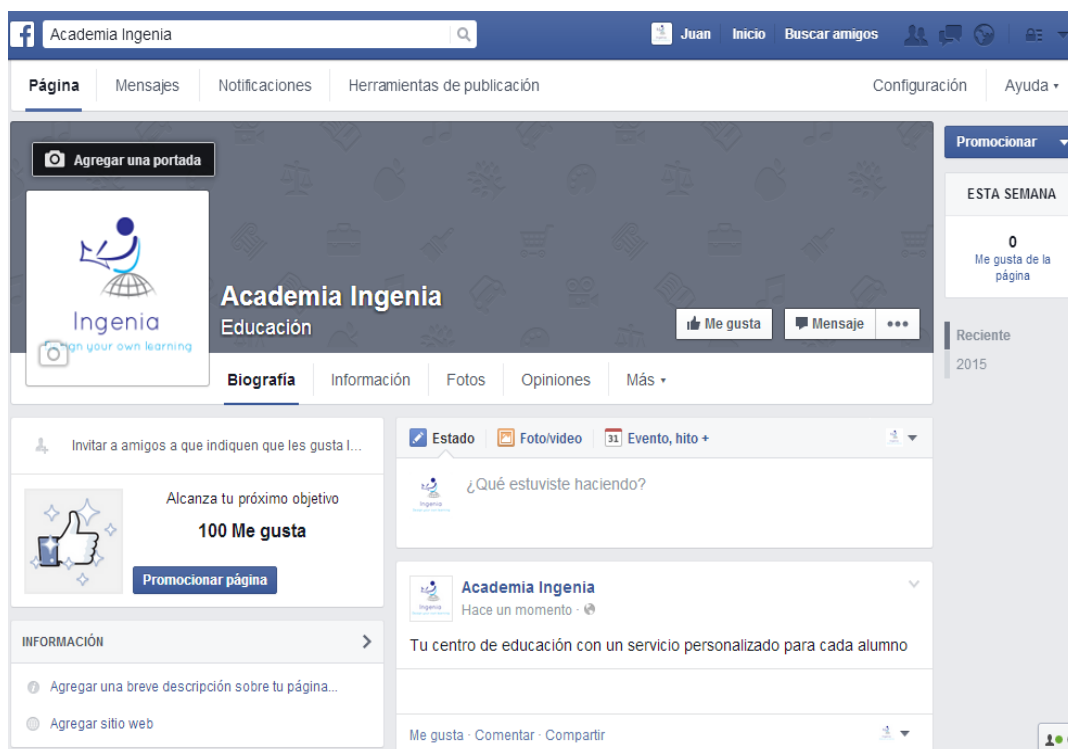 Academia Ingenia
Juan Inicio Buscar amigos
Página Mensajes Notificaciones Herramientas de publicación Configuración Ayuda
Agregar una portada
Promocionar
ESTA SEMANA
0
Me gusta de la
página
Reciente
2015
Ingenia
gn your own learning
Academia Ingenia
Educación
Me gusta Mensaje
Biografía Información Fotos Opiniones Más
Invitar a amigos a que indiquen que les gusta l...
Alcanza tu próximo objetivo
100 Me gusta
Promocionar página
INFORMACIÓN
Agregar una breve descripción sobre tu página...
Agregar sitio web
Estado Foto/video 31 Evento, hito +
Ingenia
¿Qué estuviste haciendo?
Ingenia
Academia Ingenia
Hace un momento ·
Tu centro de educación con un servicio personalizado para cada alumno
Me gusta · Comentar · Compartir